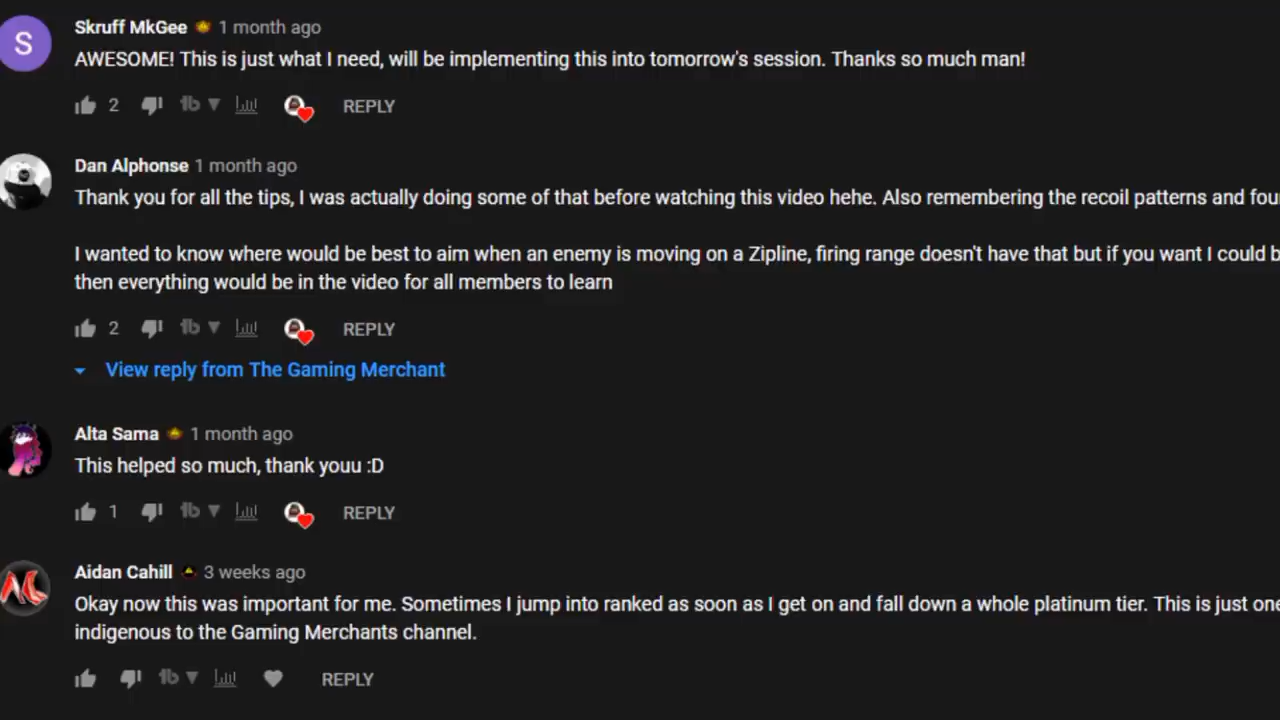 S
Skruff MkGee 1 month ago
AWESOME! This is just what I need, will be implementing this into tomorrow's session. Thanks so much man!
2 REPLY
Dan Alphonse 1 month ago
Thank you for all the tips, I was actually doing some of that before watching this video hehe. Also remembering the recoil patterns and fou
I wanted to know where would be best to aim when an enemy is moving on a Zipline, firing range doesn't have that but if you want I could b
then everything would be in the video for all members to learn
2 REPLY
View reply from The Gaming Merchant
Alta Sama 1 month ago
This helped so much, thank youu :D
1 REPLY
Aidan Cahill 3 weeks ago
Okay now this was important for me. Sometimes I jump into ranked as soon as I get on and fall down a whole platinum tier. This is just one
indigenous to the Gaming Merchants channel.
REPLY